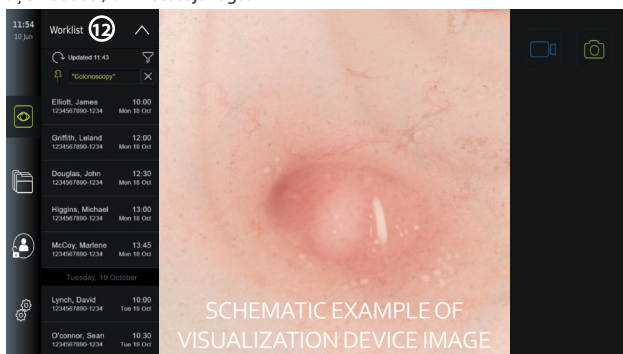 11:54
10 Jun
Worklist 12
Updated 11:43
"Colonoscopy"
Elliott, James 10:00
1234567890-1234 Mon 18 Oct
Griffith, Leland 12:00
1234567890-1234 Mon 18 Oct
Douglas, John 12:30
1234567890-1234 Mon 18 Oct
Higgins, Michael 13:00
1234567890-1234 Mon 18 Oct
McCoy, Marlene 13:45
1234567890-1234 Mon 18 Oct
Tuesday, 19 October
Lynch, David 10:00
1234567890-1234 Tue 19 Oct
O'connor, Sean 10:30
1234567890-1234 Tue 19 Oct
SCHEMATIC EXAMPLE OF
VISUALIZATION DEVICE IMAGE